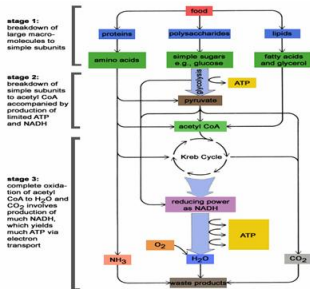 food
stage 1:
breakdown of
large macro-
molecules to
simple subunits
proteins
polysaccharides
lipids
amino acids
simple sugars
e.g., glucose
fatty acids
and glycerol
stage 2:
breakdown of
simple subunits
to acetyl CoA
accompanied by
production of
limited ATP
and NADH
glycolysis
ATP
pyruvate
acetyl CoA
Kreb Cycle
stage 3:
complete oxida-
tion of acetyl
CoA to H2O and
CO2 involves
production of
much NADH, which
yields
much ATP via
electron
transport
reducing power
as NADH
ATP
O2
NH3
H2O
CO2
waste products